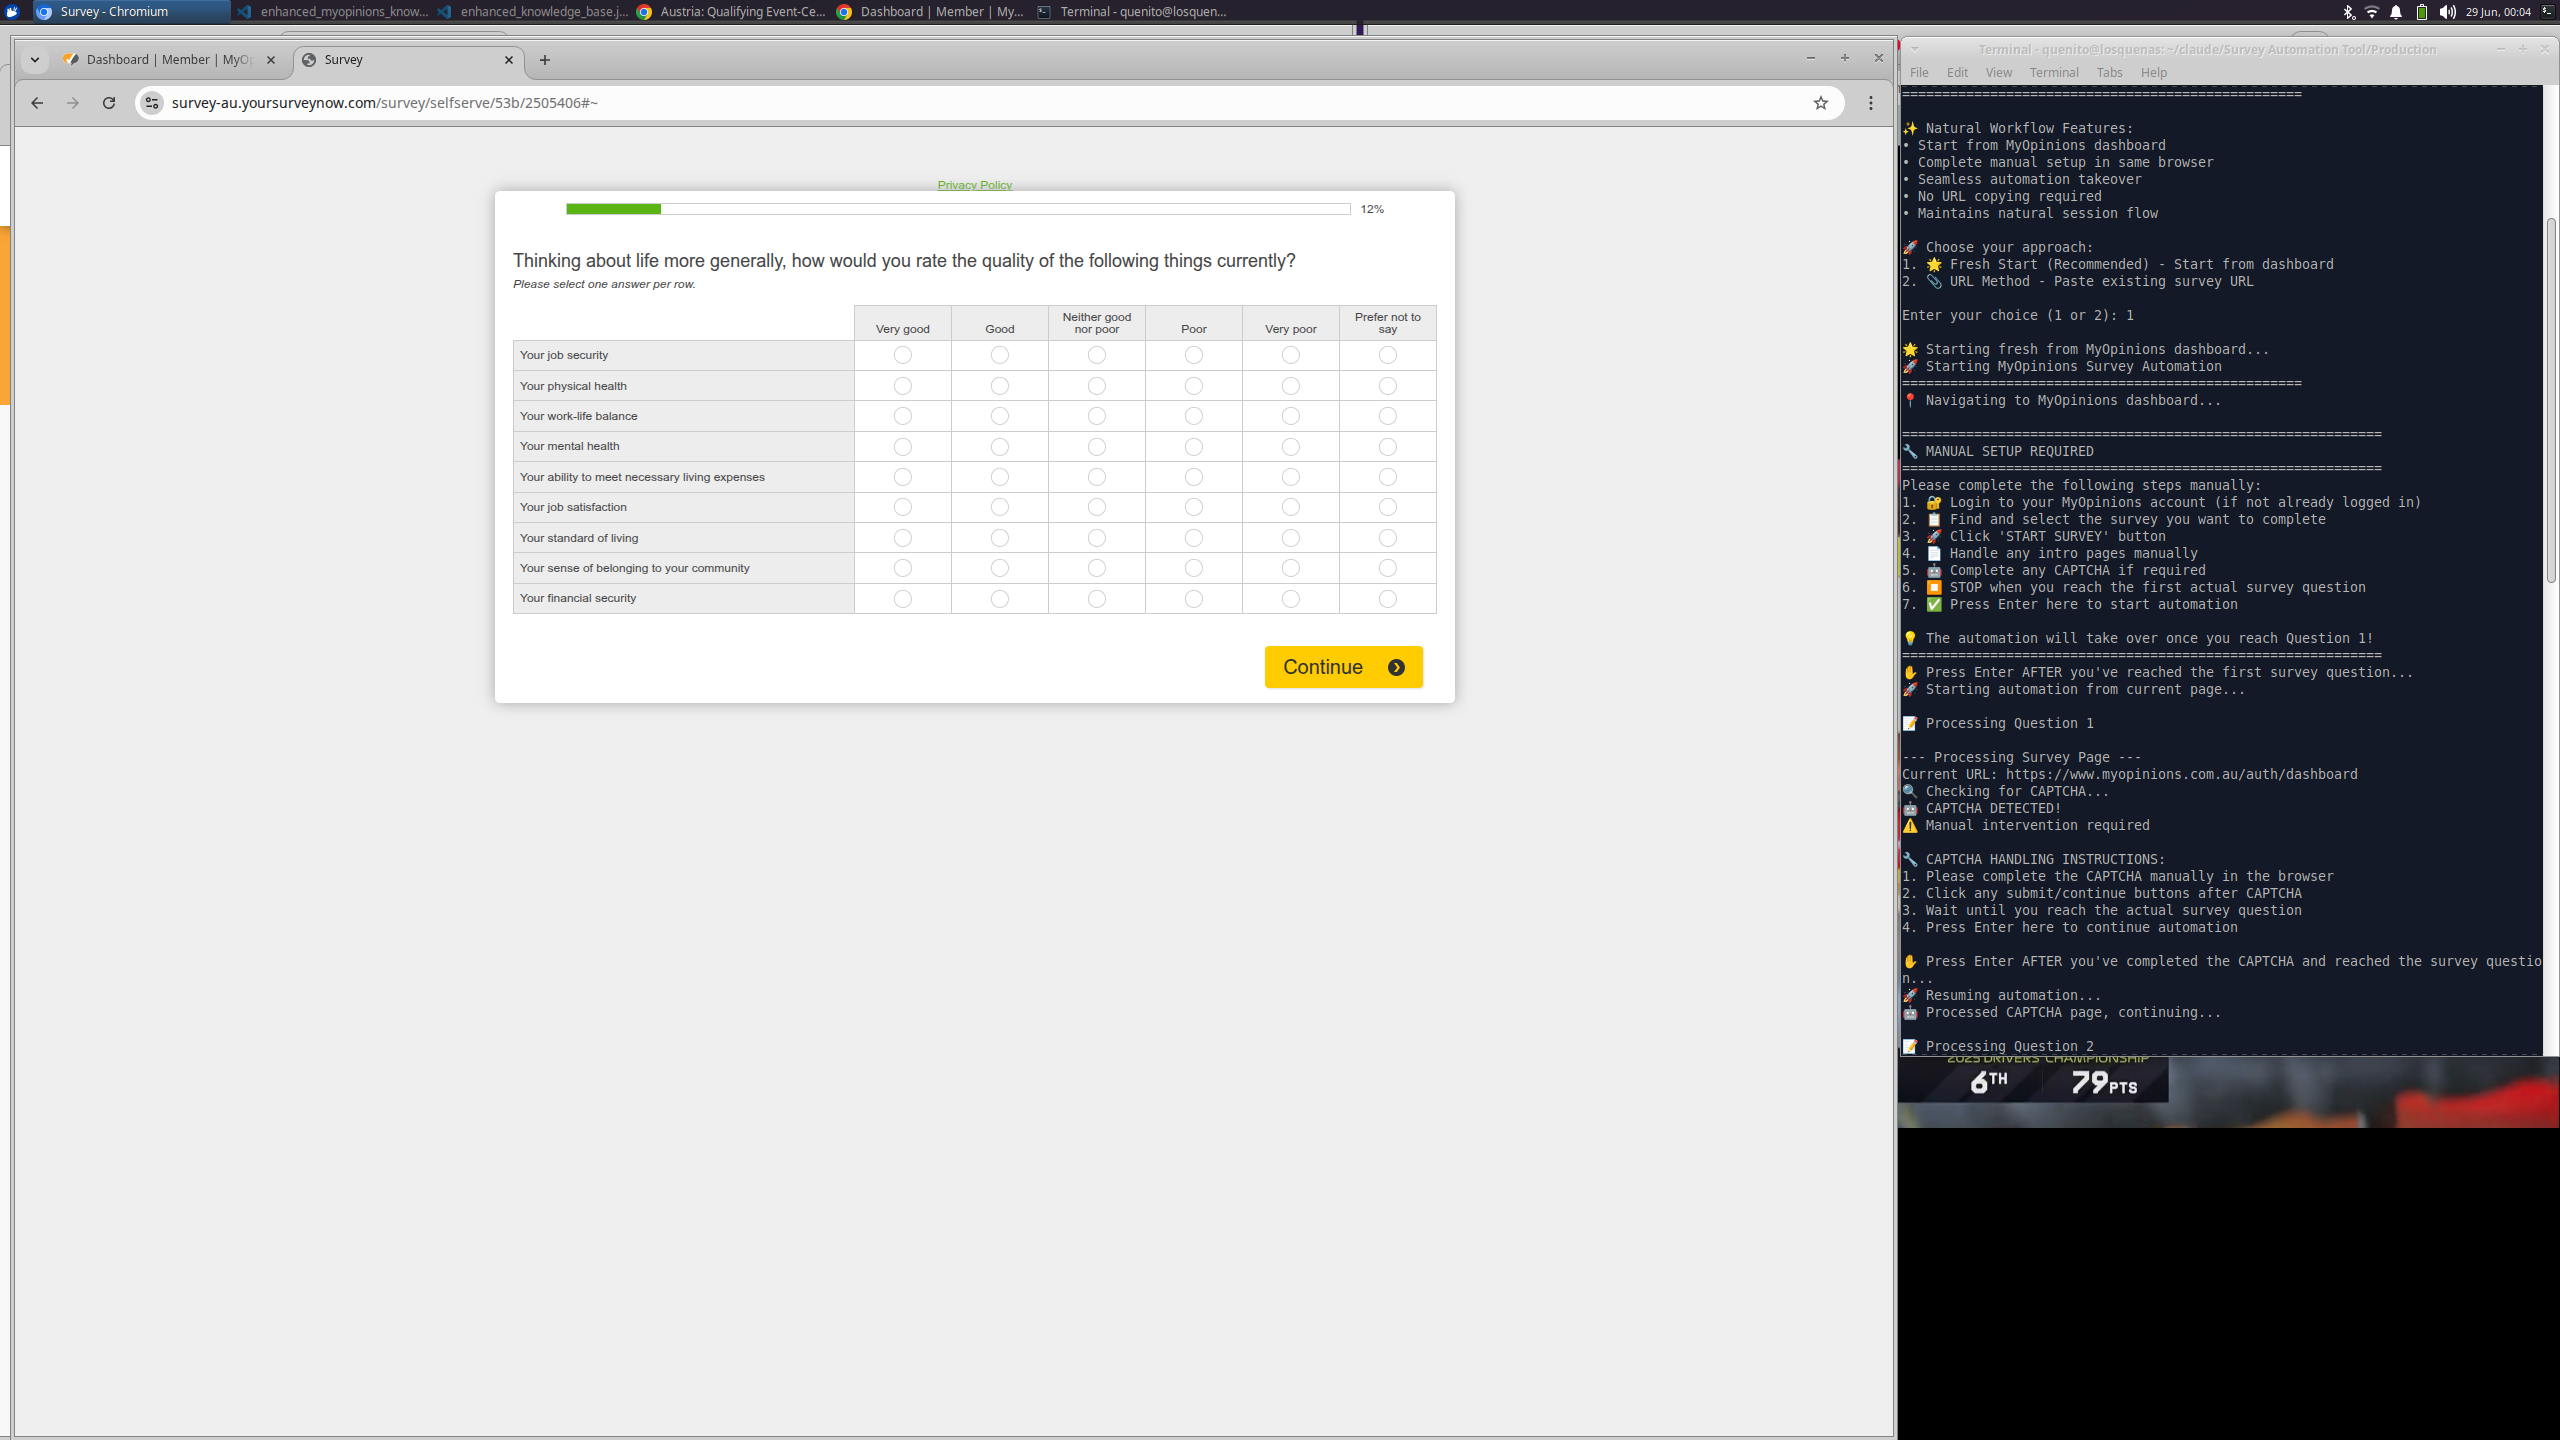 Survey - Chromium
enhanced_myopinions_know...
enhanced_knowledge_base.j...
Austria: Qualifying Event-Ce...
Dashboard | Member | My...
Terminal - quenito@losquen...
29 Jun, 00:04
Dashboard | Member | MyOp
Survey
survey-au.yoursurveynow.com/survey/selfserve/53b/2505406#~
Privacy Policy
12%
Thinking about life more generally, how would you rate the quality of the following things currently?
Please select one answer per row.
Very good
Good
Neither good
nor poor
Poor
Very poor
Prefer not to
say
Your job security
Your physical health
Your work-life balance
Your mental health
Your ability to meet necessary living expenses
Your job satisfaction
Your standard of living
Your sense of belonging to your community
Your financial security
Continue
Terminal - quenito@losquenas: ~/claude/Survey Automation Tool/Production
File Edit View Terminal Tabs Help
==================================================
✨ Natural Workflow Features:
• Start from MyOpinions dashboard
• Complete manual setup in same browser
• Seamless automation takeover
• No URL copying required
• Maintains natural session flow
🚀 Choose your approach:
1. 🌟 Fresh Start (Recommended) - Start from dashboard
2. 📎 URL Method - Paste existing survey URL
Enter your choice (1 or 2): 1
🌟 Starting fresh from MyOpinions dashboard...
🚀 Starting MyOpinions Survey Automation
==================================================
📍 Navigating to MyOpinions dashboard...
============================================================
🔧 MANUAL SETUP REQUIRED
============================================================
Please complete the following steps manually:
1. 🔐 Login to your MyOpinions account (if not already logged in)
2. 📋 Find and select the survey you want to complete
3. 🚀 Click 'START SURVEY' button
4. 📄 Handle any intro pages manually
5. 🤖 Complete any CAPTCHA if required
6. ⏹️ STOP when you reach the first actual survey question
7. ✅ Press Enter here to start automation
💡 The automation will take over once you reach Question 1!
============================================================
✋ Press Enter AFTER you've reached the first survey question...
🚀 Starting automation from current page...
📝 Processing Question 1
--- Processing Survey Page ---
Current URL: https://www.myopinions.com.au/auth/dashboard
🔍 Checking for CAPTCHA...
🤖 CAPTCHA DETECTED!
⚠️ Manual intervention required
🔧 CAPTCHA HANDLING INSTRUCTIONS:
1. Please complete the CAPTCHA manually in the browser
2. Click any submit/continue buttons after CAPTCHA
3. Wait until you reach the actual survey question
4. Press Enter here to continue automation
✋ Press Enter AFTER you've completed the CAPTCHA and reached the survey questio
n...
🚀 Resuming automation...
🤖 Processed CAPTCHA page, continuing...
📝 Processing Question 2
2025 DRIVERS' CHAMPIONSHIP
6TH
79PTS